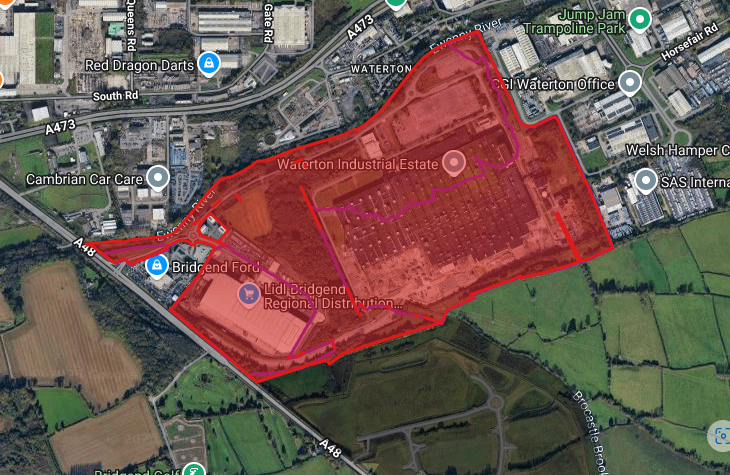 Queens Rd
Gate Rd
A473
Ewenny River
Jump Jam
Trampoline Park
Horsefair Rd
Red Dragon Darts
WATERTON
CGI Waterton Office
South Rd
A473
Welsh Hamper C
Waterton Industrial Estate
Cambrian Car Care
SAS Interna
Ewenny River
A48
Bridgend Ford
Lidl Bridgend
Regional Distribution...
Brocastle Brook
A48
Bridgend Golf